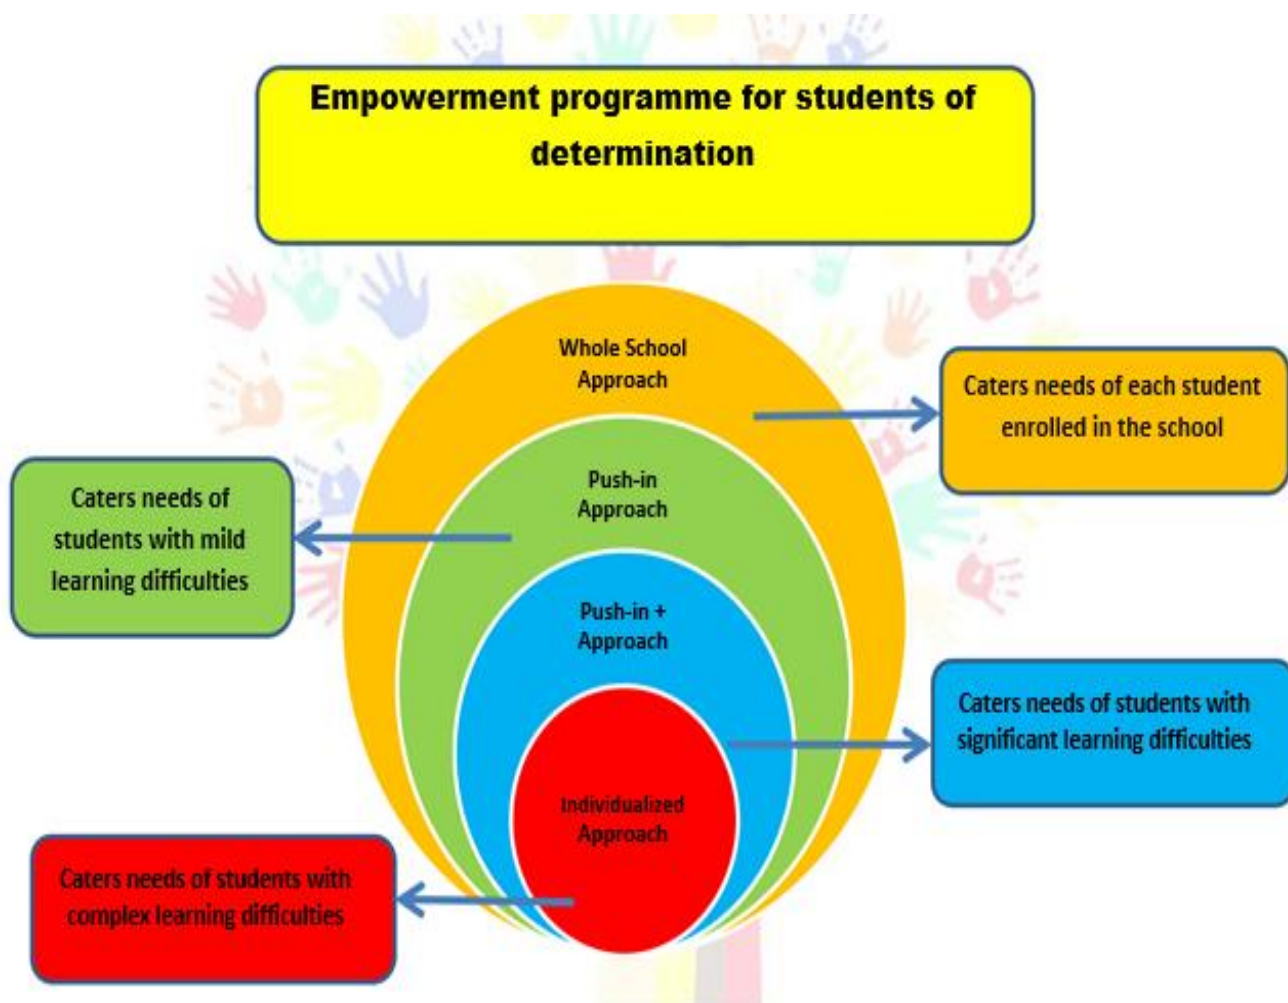 Empowerment programme for students of
determination
Whole School
Approach
Caters needs of each student
enrolled in the school
Push-in
Approach
Caters needs of
students with mild
learning difficulties
Push-in +
Approach
Caters needs of students with
significant learning difficulties
Individualized
Approach
Caters needs of students with
complex learning difficulties